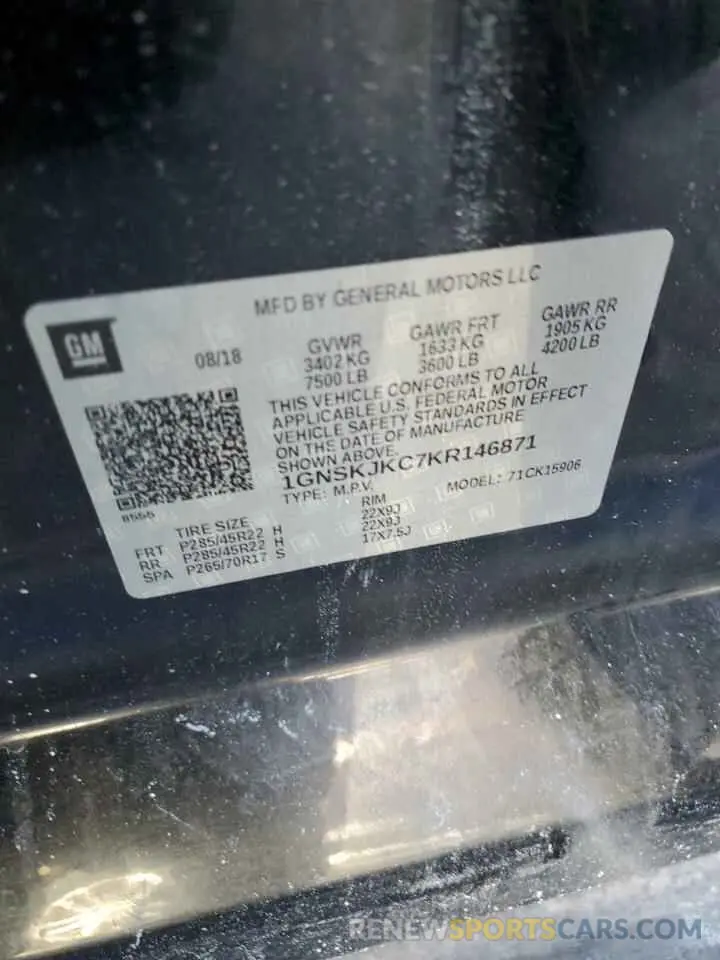 MFD BY GENERAL MOTORS LLC
GM
08/18
GVWR
3402 KG
7500 LB
GAWR FRT
1633 KG
3600 LB
GAWR RR
1905 KG
4200 LB
THIS VEHICLE CONFORMS TO ALL
APPLICABLE U.S. FEDERAL MOTOR
VEHICLE SAFETY STANDARDS IN EFFECT
ON THE DATE OF MANUFACTURE
SHOWN ABOVE.
1GNSKJKC7KR146871
TYPE: M.P.V.
MODEL: 71CK15906
8555
TIRE SIZE
RIM
FRT P285/45R22 H 22X9J
RR P285/45R22 H 22X9J
SPA P265/70R17 S 17X7.5J
RENEWSPORTSCARS.COM